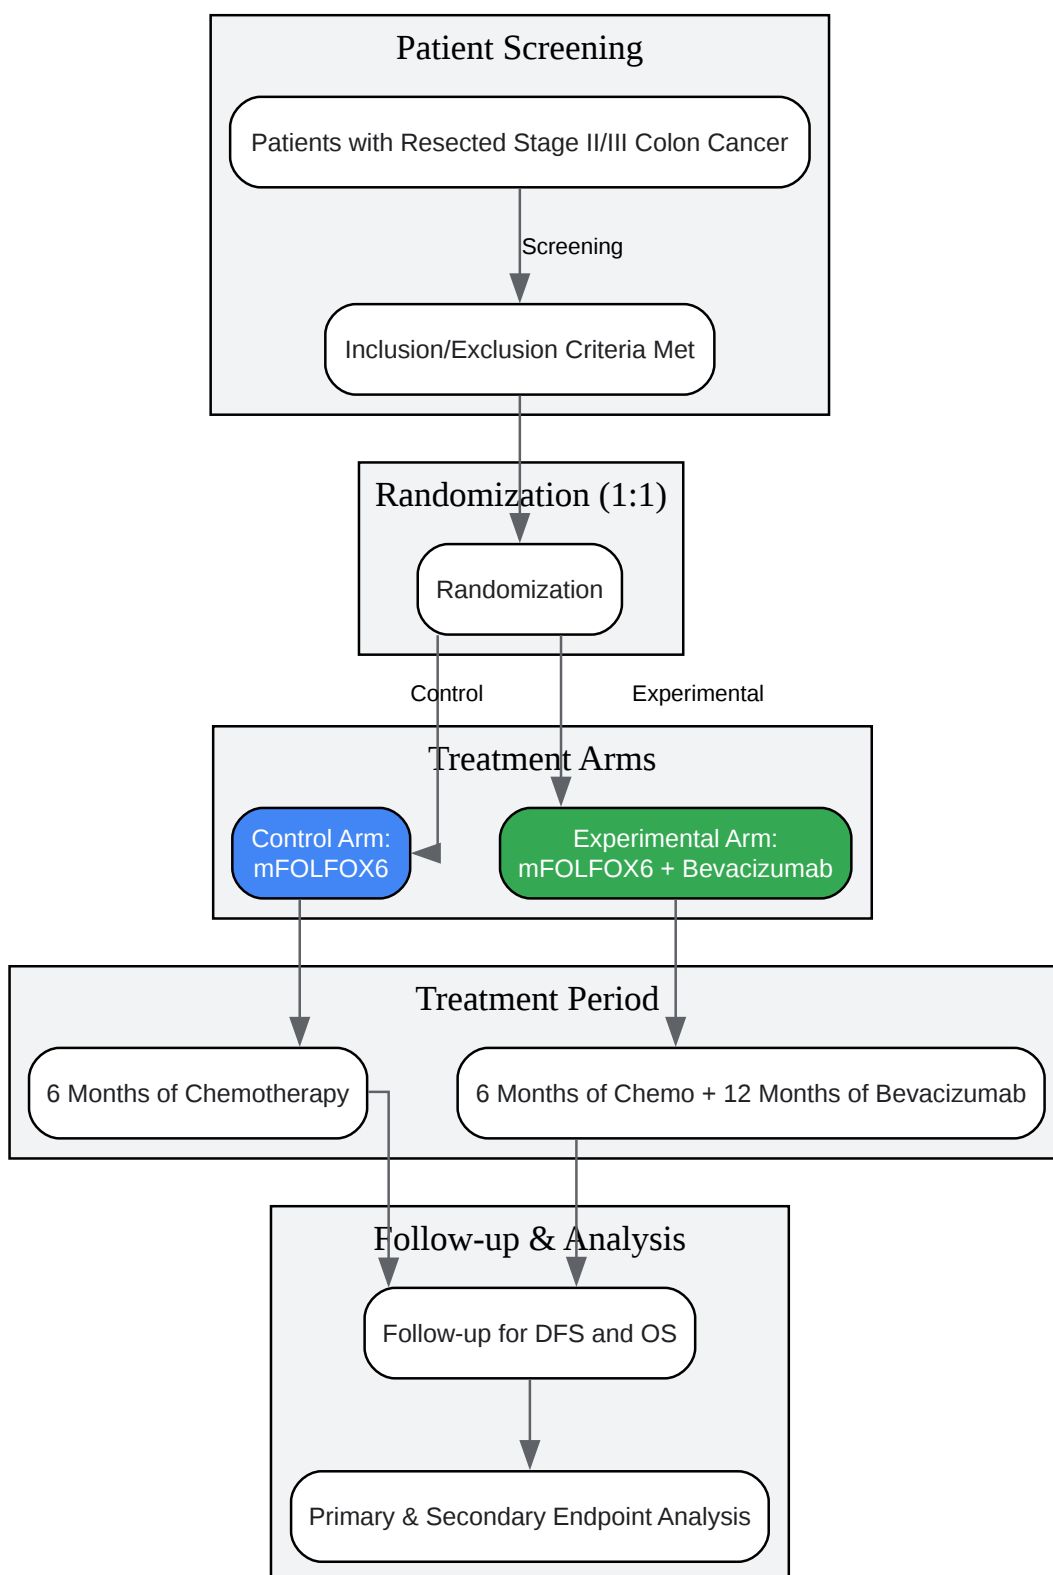 Patient Screening
Patients with Resected Stage II/III Colon Cancer
Screening
Inclusion/Exclusion Criteria Met
Randomization (1:1)
Randomization
Control
Experimental
Treatment Arms
Control Arm:
mFOLFOX6
Experimental Arm:
mFOLFOX6 + Bevacizumab
Treatment Period
6 Months of Chemotherapy
6 Months of Chemo + 12 Months of Bevacizumab
Follow-up & Analysis
Follow-up for DFS and OS
Primary & Secondary Endpoint Analysis